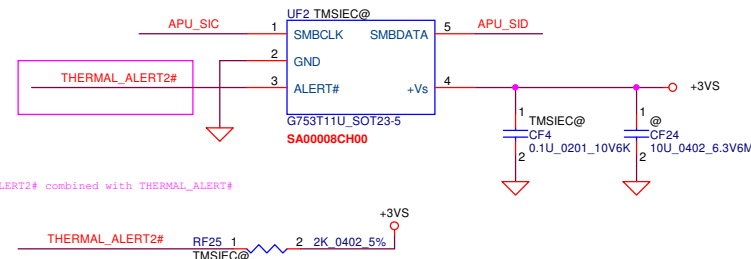 UF2 TMSIEC@
APU_SIC 1 SMBCLK SMBDATA 5 APU_SID
2 GND
THERMAL_ALERT2# 3 ALERT# +Vs 4 +3VS
G753T11U_SOT23-5
SA00008CH00
1 TMSIEC@ 1 @
CF4 CF24
0.1U_0201_10V6K 10U_0402_6.3V6M
2 2
LERT2# combined with THERMAL_ALERT#
+3VS
THERMAL_ALERT2# RF25 1 2 2K_0402_5%
TMSIEC@